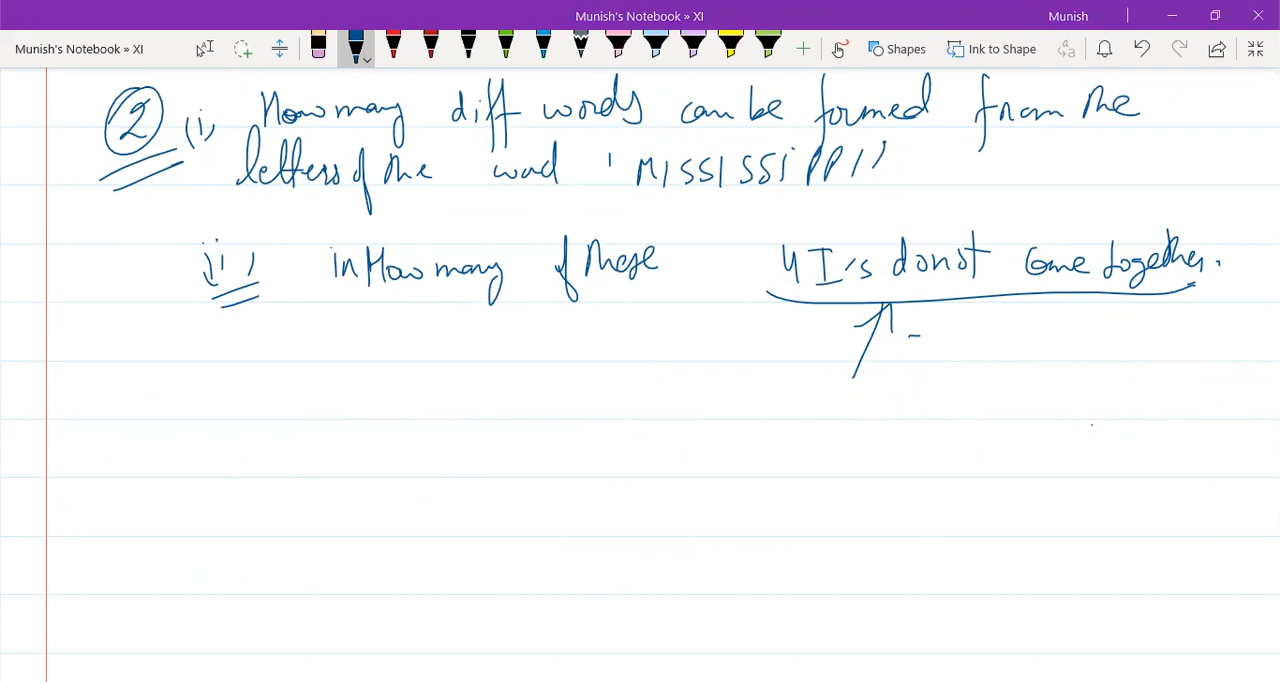 Munish's Notebook » XI
Munish
Munish's Notebook » XI
Shapes
Ink to Shape
2 (i) How many diff words can be formed from the
letters of the word 'MISSISSiPPI'
ii) in How many of these 4 I's donot come together.